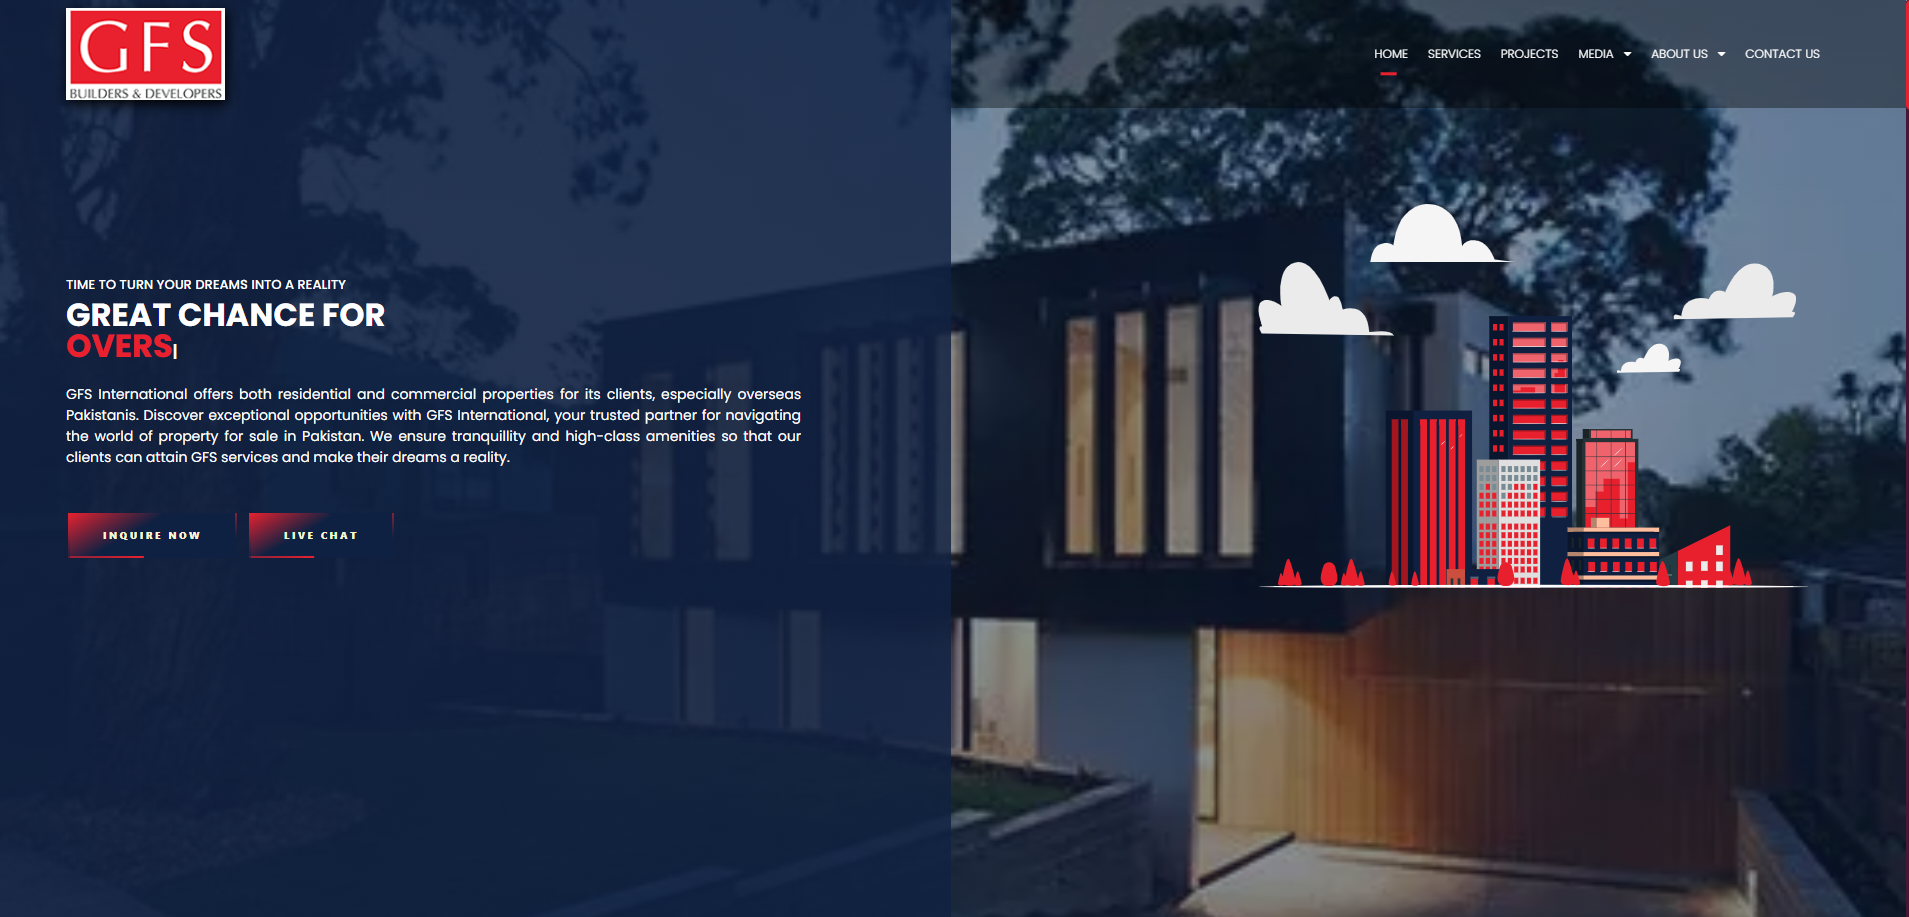 GFS
BUILDERS & DEVELOPERS
HOME SERVICES PROJECTS MEDIA ABOUT US CONTACT US
TIME TO TURN YOUR DREAMS INTO A REALITY
GREAT CHANCE FOR
OVERS
GFS International offers both residential and commercial properties for its clients, especially overseas
Pakistanis. Discover exceptional opportunities with GFS International, your trusted partner for navigating
the world of property for sale in Pakistan. We ensure tranquillity and high-class amenities so that our
clients can attain GFS services and make their dreams a reality.
INQUIRE NOW LIVE CHAT